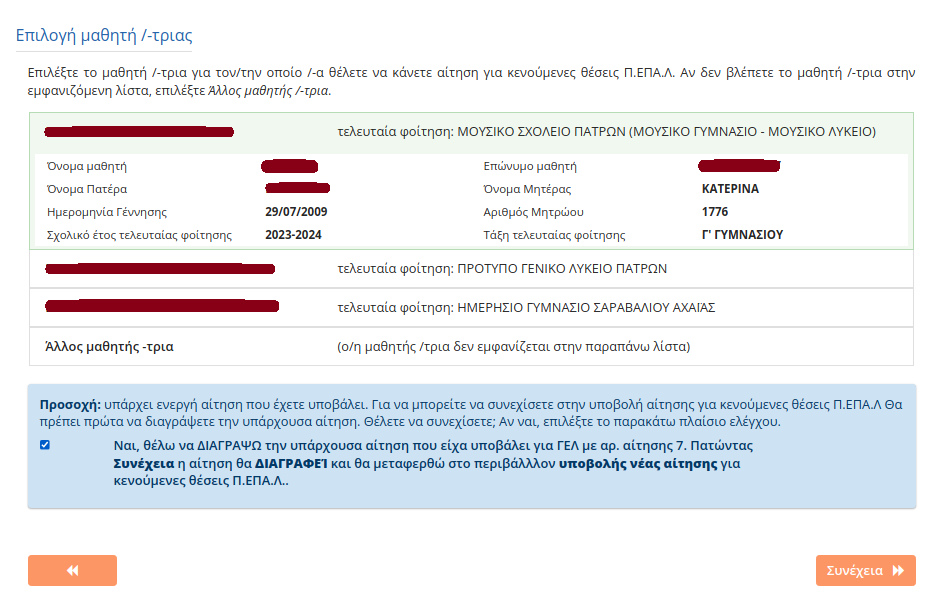 Επιλογή μαθητή /-τριας
Επιλέξτε το μαθητή /-τρια για τον/την οποίο /-α θέλετε να κάνετε αίτηση για κενούμενες θέσεις Π.ΕΠΑ.Λ. Αν δεν βλέπετε το μαθητή /-τρια στην
εμφανιζόμενη λίστα, επιλέξτε Άλλος μαθητής /-τρια.
τελευταία φοίτηση: ΜΟΥΣΙΚΟ ΣΧΟΛΕΙΟ ΠΑΤΡΩΝ (ΜΟΥΣΙΚΟ ΓΥΜΝΑΣΙΟ - ΜΟΥΣΙΚΟ ΛΥΚΕΙΟ)
Όνομα μαθητή Επώνυμο μαθητή
Όνομα Πατέρα Όνομα Μητέρας ΚΑΤΕΡΙΝΑ
Ημερομηνία Γέννησης 29/07/2009 Αριθμός Μητρώου 1776
Σχολικό έτος τελευταίας φοίτησης 2023-2024 Τάξη τελευταίας φοίτησης Γ' ΓΥΜΝΑΣΙΟΥ
τελευταία φοίτηση: ΠΡΟΤΥΠΟ ΓΕΝΙΚΟ ΛΥΚΕΙΟ ΠΑΤΡΩΝ
τελευταία φοίτηση: ΗΜΕΡΗΣΙΟ ΓΥΜΝΑΣΙΟ ΣΑΡΑΒΑΛΙΟΥ ΑΧΑΪΑΣ
Άλλος μαθητής -τρια (ο/η μαθητής /τρια δεν εμφανίζεται στην παραπάνω λίστα)
Προσοχή: υπάρχει ενεργή αίτηση που έχετε υποβάλει. Για να μπορείτε να συνεχίσετε στην υποβολή αίτησης για κενούμενες θέσεις Π.ΕΠΑ.Λ Θα
πρέπει πρώτα να διαγράψετε την υπάρχουσα αίτηση. Θέλετε να συνεχίσετε; Αν ναι, επιλέξτε το παρακάτω πλαίσιο ελέγχου.
Ναι, θέλω να ΔΙΑΓΡΑΨΩ την υπάρχουσα αίτηση που είχα υποβάλει για ΓΕΛ με αρ. αίτησης 7. Πατώντας
Συνέχεια η αίτηση θα ΔΙΑΓΡΑΦΕΊ και θα μεταφερθώ στο περιβάλλλον υποβολής νέας αίτησης για
κενούμενες θέσεις Π.ΕΠΑ.Λ..
Συνέχεια